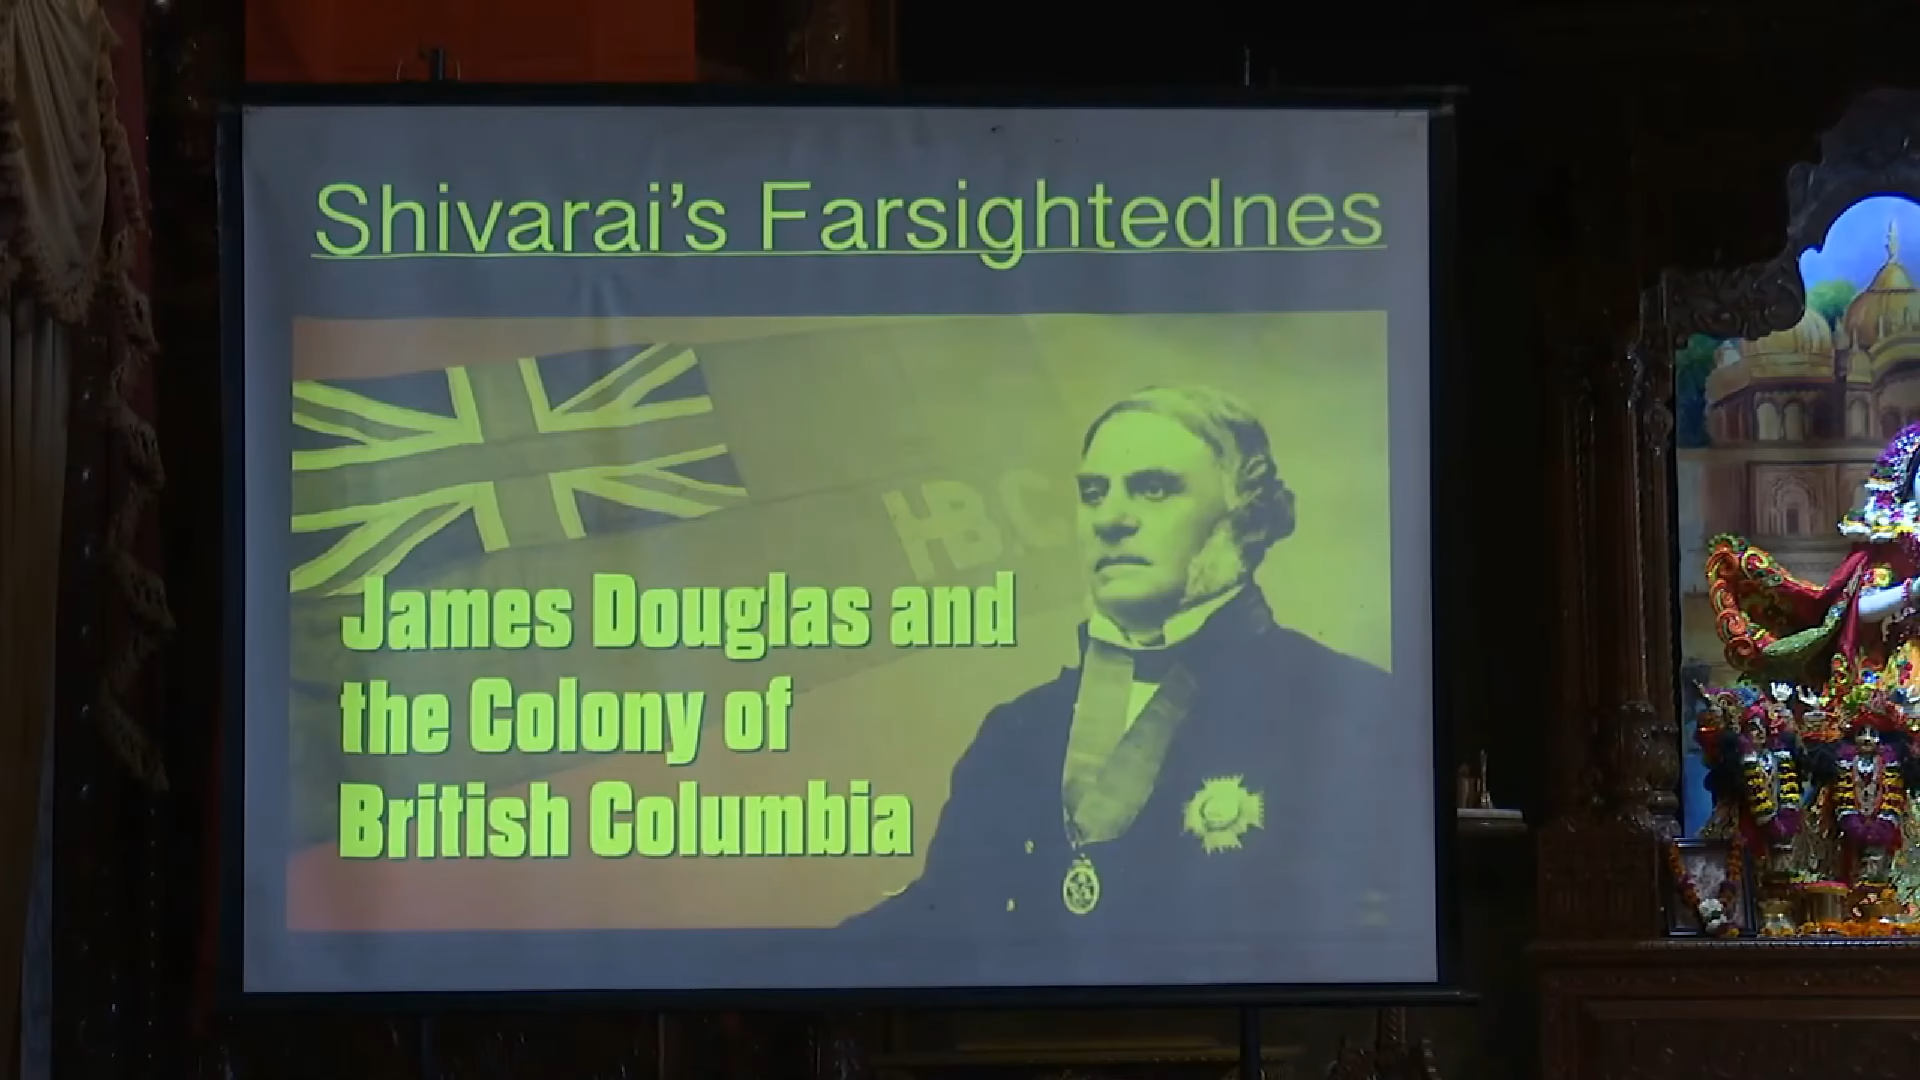 Shivarai's Farsightednes
H.B.C.
James Douglas and
the Colony of
British Columbia